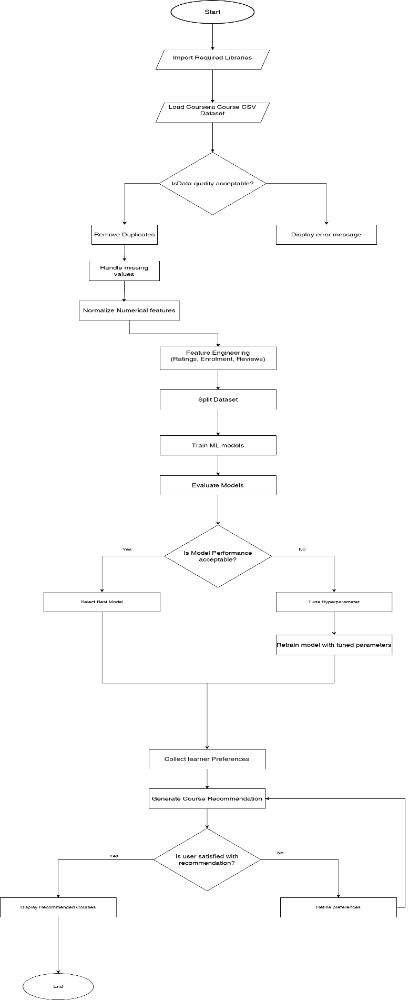 Start
Import Required Libraries
Load Coursera Course CSV
Dataset
IsData quality acceptable?
Remove Duplicates
Display error message
Handle missing
values
Normalize Numerical features
Feature Engineering
(Ratings, Enrolment, Reviews)
Split Dataset
Train ML models
Evaluate Models
Is Model Performance
acceptable?
Yes
No
Select Best Model
Tune Hyperparameter
Retrain model with tuned parameters
Collect learner Preferences
Generate Course Recommendation
Is user satisfied with
recommendation?
Yes
No
Display Recommended Courses
Refine preferences
End